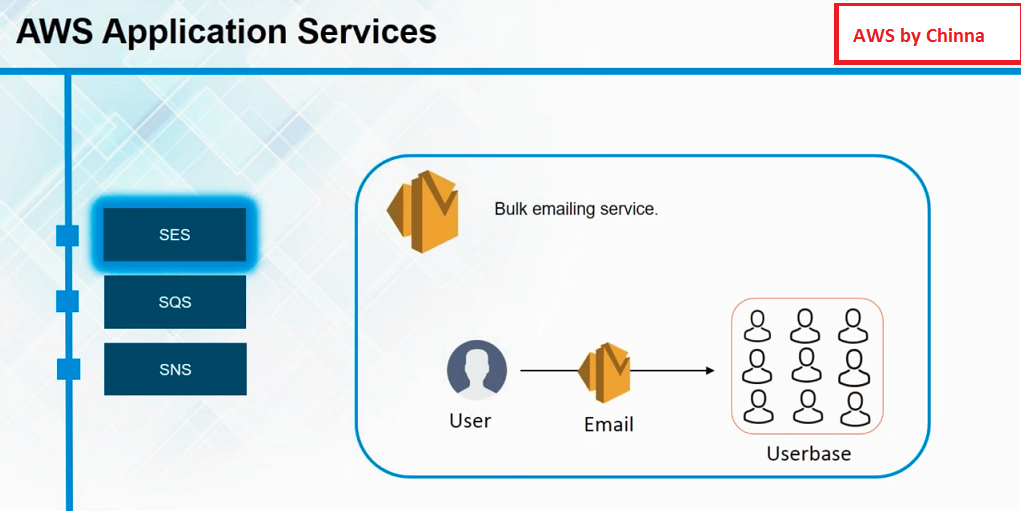 AWS Application Services
AWS by Chinna
SES
SQS
SNS
Bulk emailing service.
User
Email
Userbase